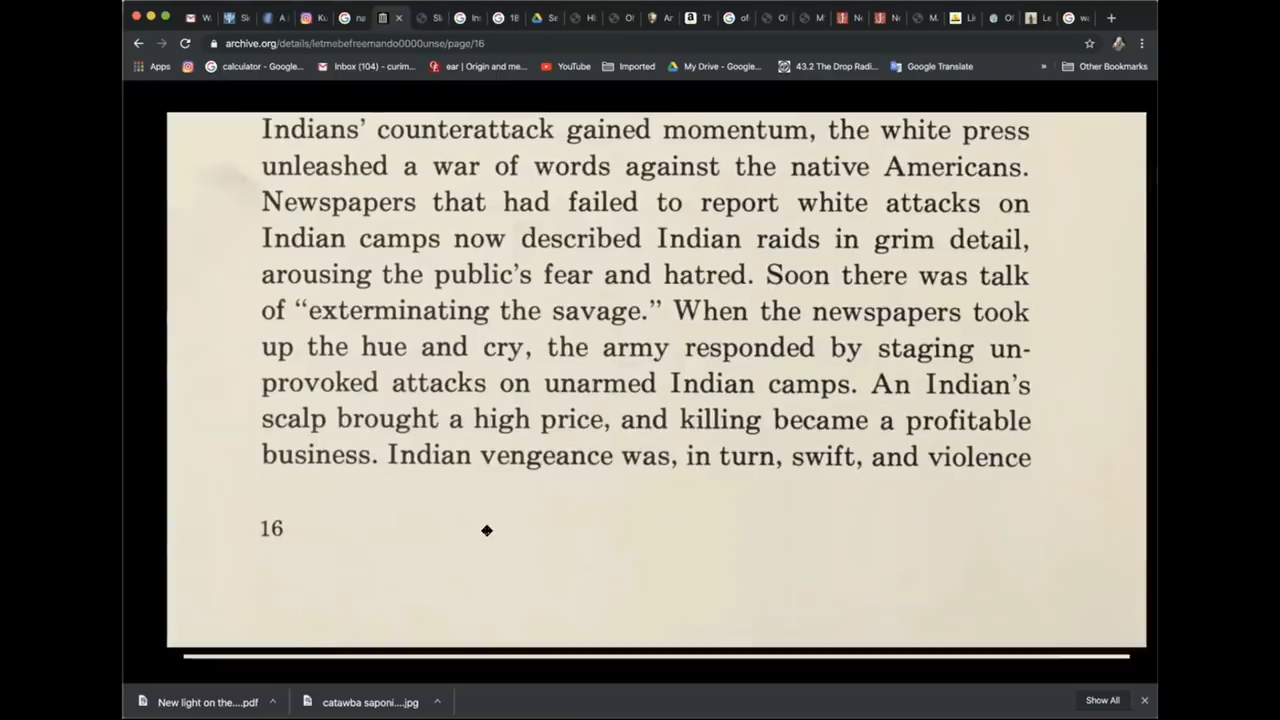 archive.org/details/letmebefreemando0000unse/page/16
Apps
calculator - Google...
Inbox (104) - curim...
ear | Origin and me...
YouTube
Imported
My Drive - Google...
43.2 The Drop Radi...
Google Translate
»
Other Bookmarks
Indians’ counterattack gained momentum, the white press
unleashed a war of words against the native Americans.
Newspapers that had failed to report white attacks on
Indian camps now described Indian raids in grim detail,
arousing the public’s fear and hatred. Soon there was talk
of “exterminating the savage.” When the newspapers took
up the hue and cry, the army responded by staging un-
provoked attacks on unarmed Indian camps. An Indian’s
scalp brought a high price, and killing became a profitable
business. Indian vengeance was, in turn, swift, and violence
16
New light on the....pdf
catawba saponi....jpg
Show All